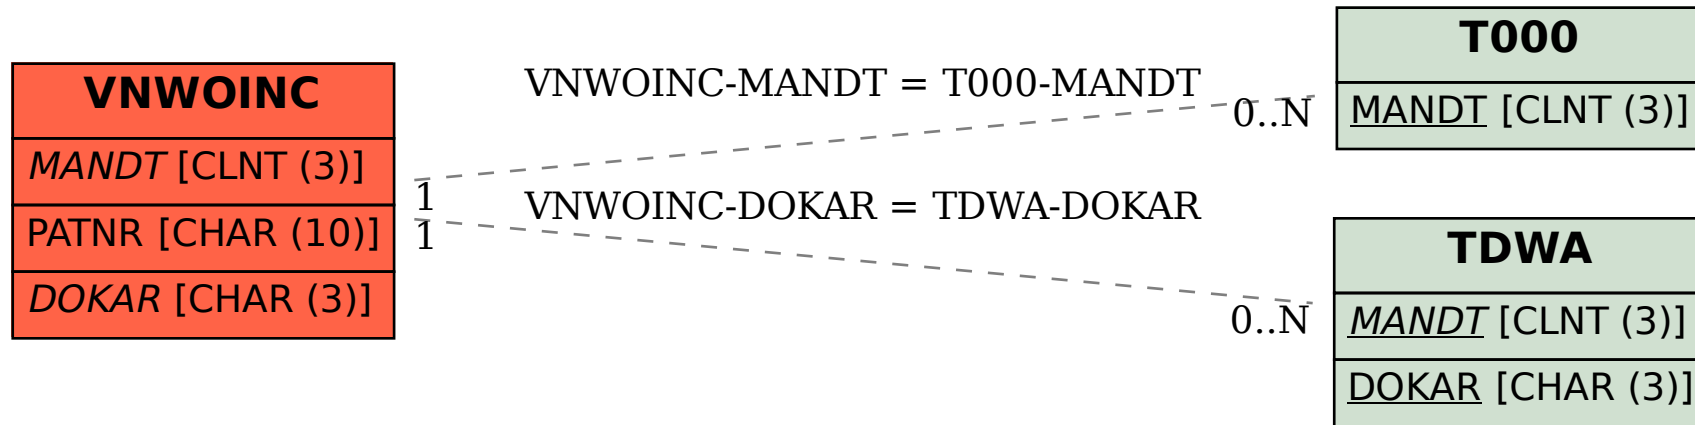 VNWOINC
MANDT [CLNT (3)]
PATNR [CHAR (10)]
DOKAR [CHAR (3)]
VNWOINC-MANDT = T000-MANDT
0..N
1
VNWOINC-DOKAR = TDWA-DOKAR
1
0..N
T000
MANDT [CLNT (3)]
TDWA
MANDT [CLNT (3)]
DOKAR [CHAR (3)]